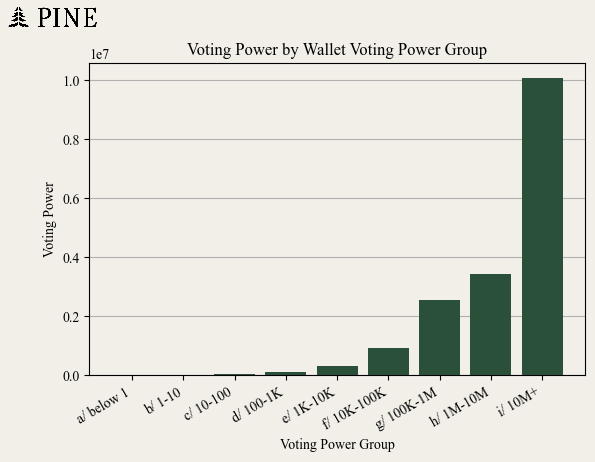 PINE
Voting Power by Wallet Voting Power Group
1e7
1.0
0.8
0.6
0.4
0.2
0.0
Voting Power
a/ below 1
b/ 1-10
c/ 10-100
d/ 100-1K
e/ 1K-10K
f/ 10K-100K
g/ 100K-1M
h/ 1M-10M
i/ 10M+
Voting Power Group